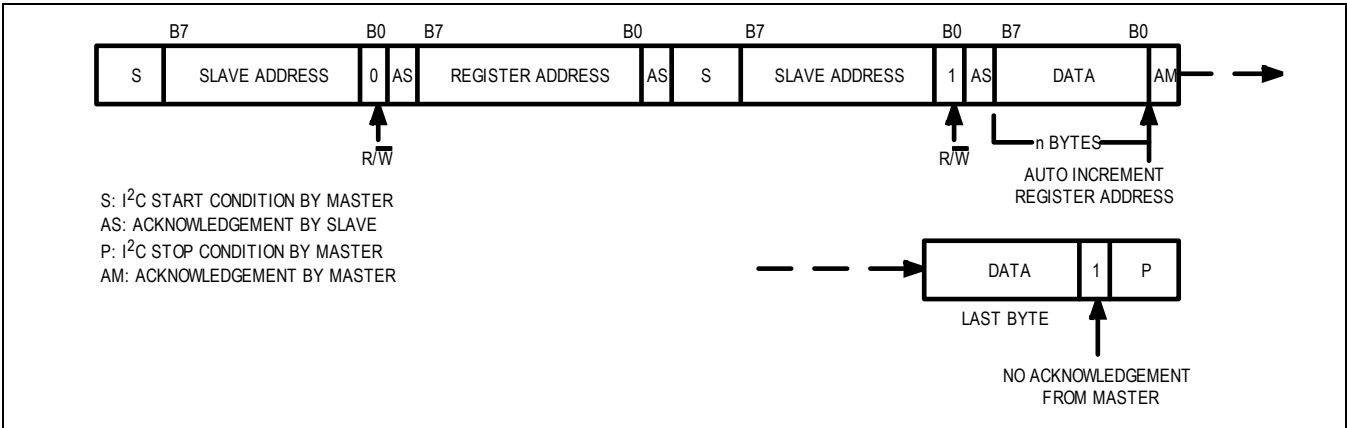 B7 B0 B7 B0 B7 B0 B7 B0
S SLAVE ADDRESS 0 AS REGISTER ADDRESS AS S SLAVE ADDRESS 1 AS DATA AM
R/W̅ R/W̅
n BYTES
AUTO INCREMENT
REGISTER ADDRESS
S: I²C START CONDITION BY MASTER
AS: ACKNOWLEDGEMENT BY SLAVE
P: I²C STOP CONDITION BY MASTER
AM: ACKNOWLEDGEMENT BY MASTER
DATA 1 P
LAST BYTE
NO ACKNOWLEDGEMENT
FROM MASTER